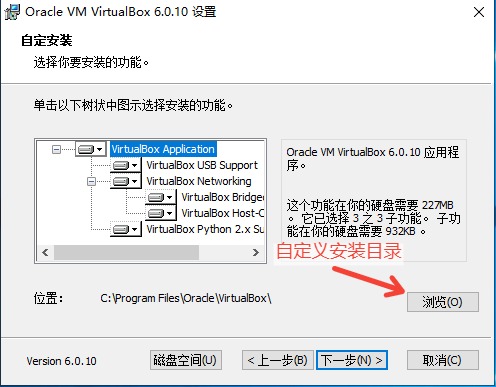 Oracle VM VirtualBox 6.0.10 设置
自定安装
选择你要安装的功能。
单击以下树状中图示选择安装的功能。
VirtualBox Application
VirtualBox USB Support
VirtualBox Networking
VirtualBox Bridge
VirtualBox Host-C
VirtualBox Python 2.x Su
Oracle VM VirtualBox 6.0.10 应用程
序。
这个功能在你的硬盘需要 227MB
。 它已选择 3 之 3 子功能。 子功
能在你的硬盘需要 932KB 。
自定义安装目录
位置: C:\Program Files\Oracle\VirtualBox\
浏览(O)
Version 6.0.10 磁盘空间(U) < 上一步(B) 下一步(N) > 取消(C)